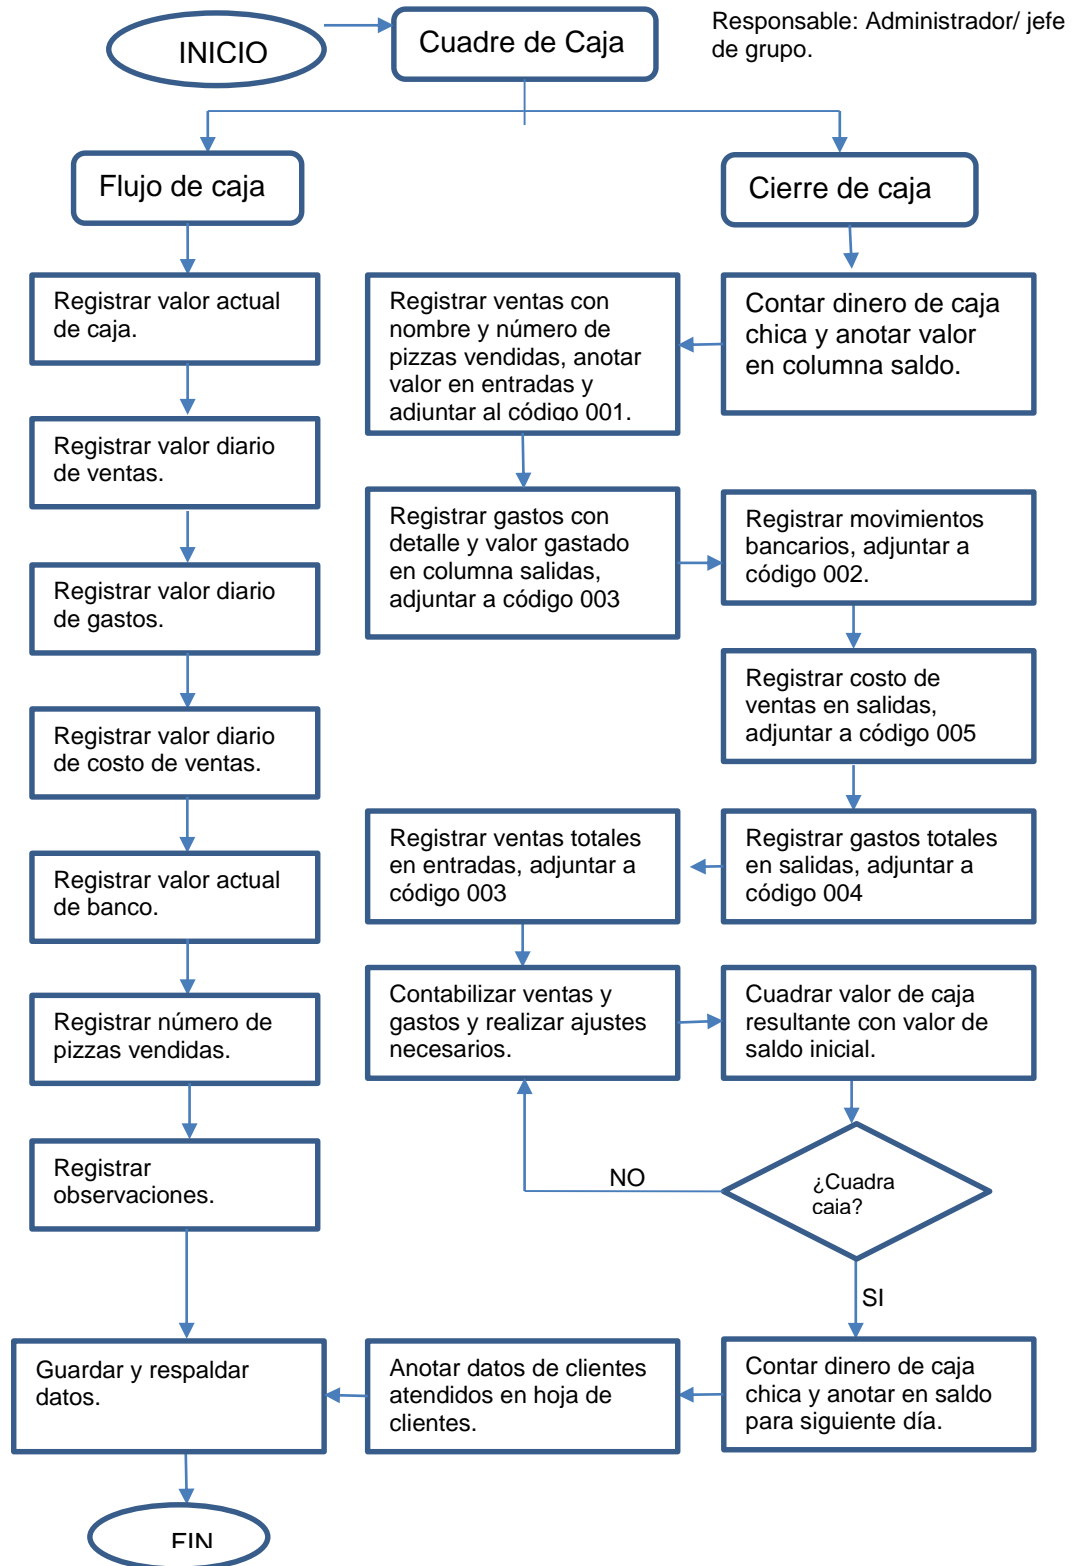 INICIO
Cuadre de Caja
Responsable: Administrador/ jefe
de grupo.
Flujo de caja
Cierre de caja
Registrar valor actual
de caja.
Registrar ventas con
nombre y número de
pizzas vendidas, anotar
valor en entradas y
adjuntar al código 001.
Contar dinero de caja
chica y anotar valor
en columna saldo.
Registrar valor diario
de ventas.
Registrar gastos con
detalle y valor gastado
en columna salidas,
adjuntar a código 003
Registrar movimientos
bancarios, adjuntar a
código 002.
Registrar valor diario
de gastos.
Registrar costo de
ventas en salidas,
adjuntar a código 005
Registrar valor diario
de costo de ventas.
Registrar ventas totales
en entradas, adjuntar a
código 003
Registrar gastos totales
en salidas, adjuntar a
código 004
Registrar valor actual
de banco.
Registrar número de
pizzas vendidas.
Contabilizar ventas y
gastos y realizar ajustes
necesarios.
Cuadrar valor de caja
resultante con valor de
saldo inicial.
Registrar
observaciones.
NO
¿Cuadra
caja?
SI
Guardar y respaldar
datos.
Anotar datos de clientes
atendidos en hoja de
clientes.
Contar dinero de caja
chica y anotar en saldo
para siguiente día.
FIN